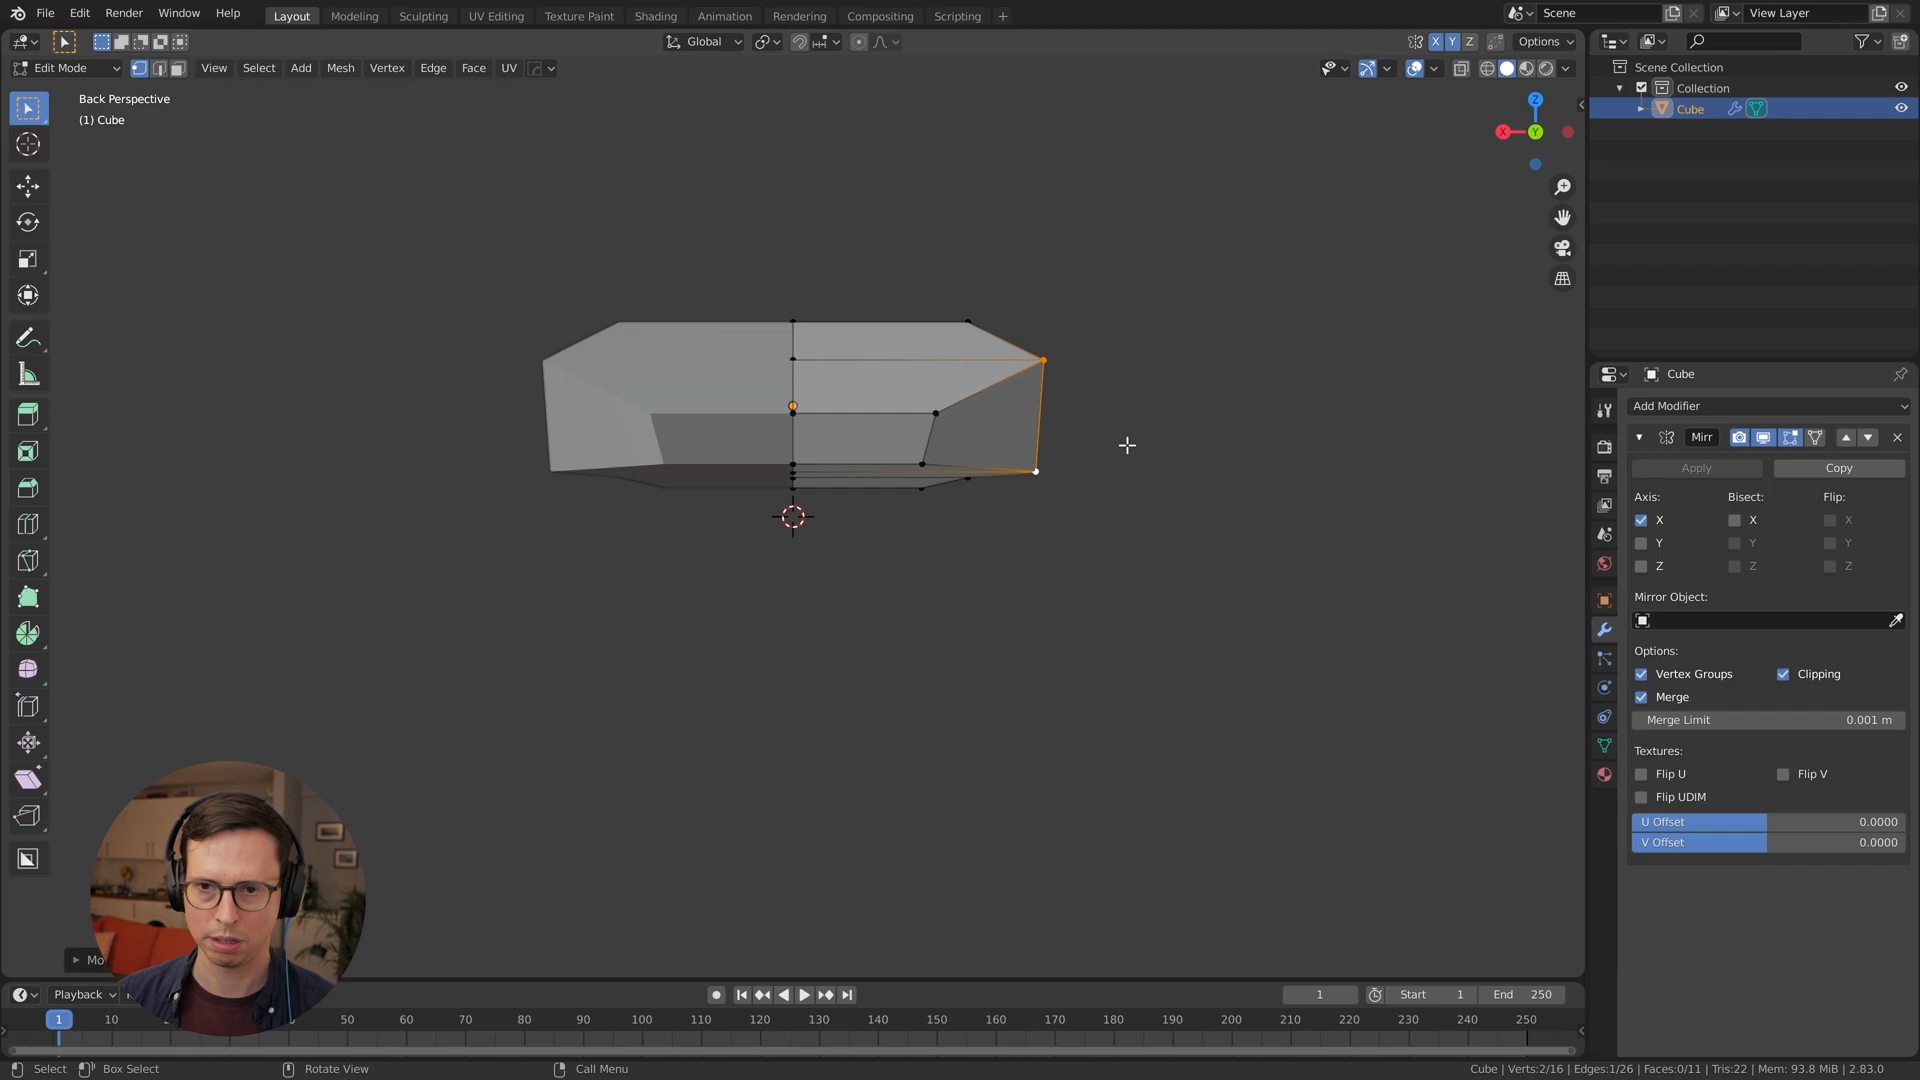 File Edit Render Window Help Layout Modeling Sculpting UV Editing Texture Paint Shading Animation Rendering Compositing Scripting + Scene View Layer
Global X Y Z Options
Edit Mode View Select Add Mesh Vertex Edge Face UV
Back Perspective
(1) Cube
Z
X Y
Scene Collection
Collection
Cube
Cube
Add Modifier
Mirr
Apply Copy
Axis: Bisect: Flip:
X X X
Y Y Y
Z Z Z
Mirror Object:
Options:
Vertex Groups Clipping
Merge
Merge Limit 0.001 m
Textures:
Flip U Flip V
Flip UDIM
U Offset 0.0000
V Offset 0.0000
Mo
Playback 1 Start 1 End 250
1 10 50 60 70 80 90 100 110 120 130 140 150 160 170 180 190 200 210 220 230 240 250
Select Box Select Rotate View Call Menu Cube | Verts:2/16 | Edges:1/26 | Faces:0/11 | Tris:22 | Mem: 93.8 MiB | 2.83.0